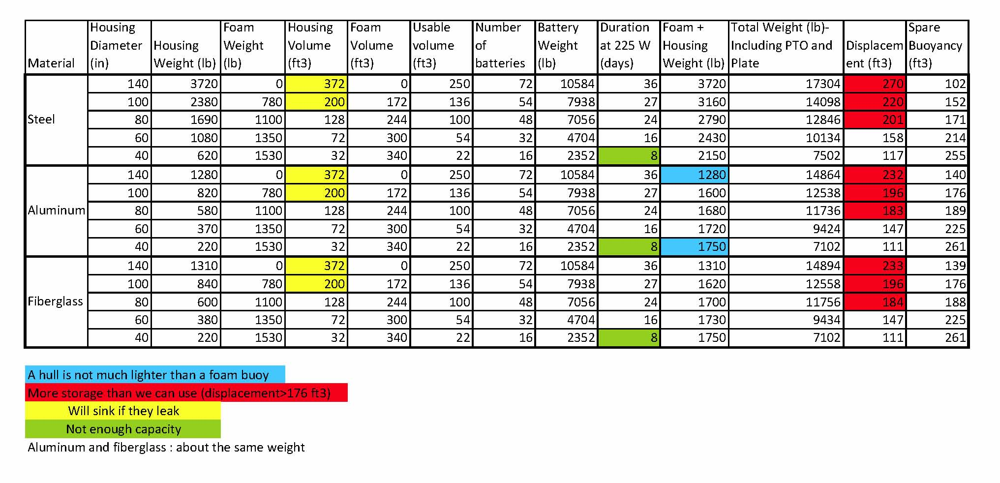 Material | Housing Diameter (in) | Housing Weight (lb) | Foam Weight (lb) | Housing Volume (ft3) | Foam Volume (ft3) | Usable volume (ft3) | Number of batteries | Battery Weight (lb) | Duration at 225 W (days) | Foam + Housing Weight (lb) | Total Weight (lb)- Including PTO and Plate | Displacement (ft3) | Spare Buoyancy (ft3)
Steel
140 3720 0 372 0 250 72 10584 36 3720 17304 270 102
100 2380 780 200 172 136 54 7938 27 3160 14098 220 152
80 1690 1100 128 244 100 48 7056 24 2790 12846 201 171
60 1080 1350 72 300 54 32 4704 16 2430 10134 158 214
40 620 1530 32 340 22 16 2352 8 2150 7502 117 255
Aluminum
140 1280 0 372 0 250 72 10584 36 1280 14864 232 140
100 820 780 200 172 136 54 7938 27 1600 12538 196 176
80 580 1100 128 244 100 48 7056 24 1680 11736 183 189
60 370 1350 72 300 54 32 4704 16 1720 9424 147 225
40 220 1530 32 340 22 16 2352 8 1750 7102 111 261
Fiberglass
140 1310 0 372 0 250 72 10584 36 1310 14894 233 139
100 840 780 200 172 136 54 7938 27 1620 12558 196 176
80 600 1100 128 244 100 48 7056 24 1700 11756 184 188
60 380 1350 72 300 54 32 4704 16 1730 9434 147 225
40 220 1530 32 340 22 16 2352 8 1750 7102 111 261
A hull is not much lighter than a foam buoy
More storage than we can use (displacement>176 ft3)
Will sink if they leak
Not enough capacity
Aluminum and fiberglass : about the same weight